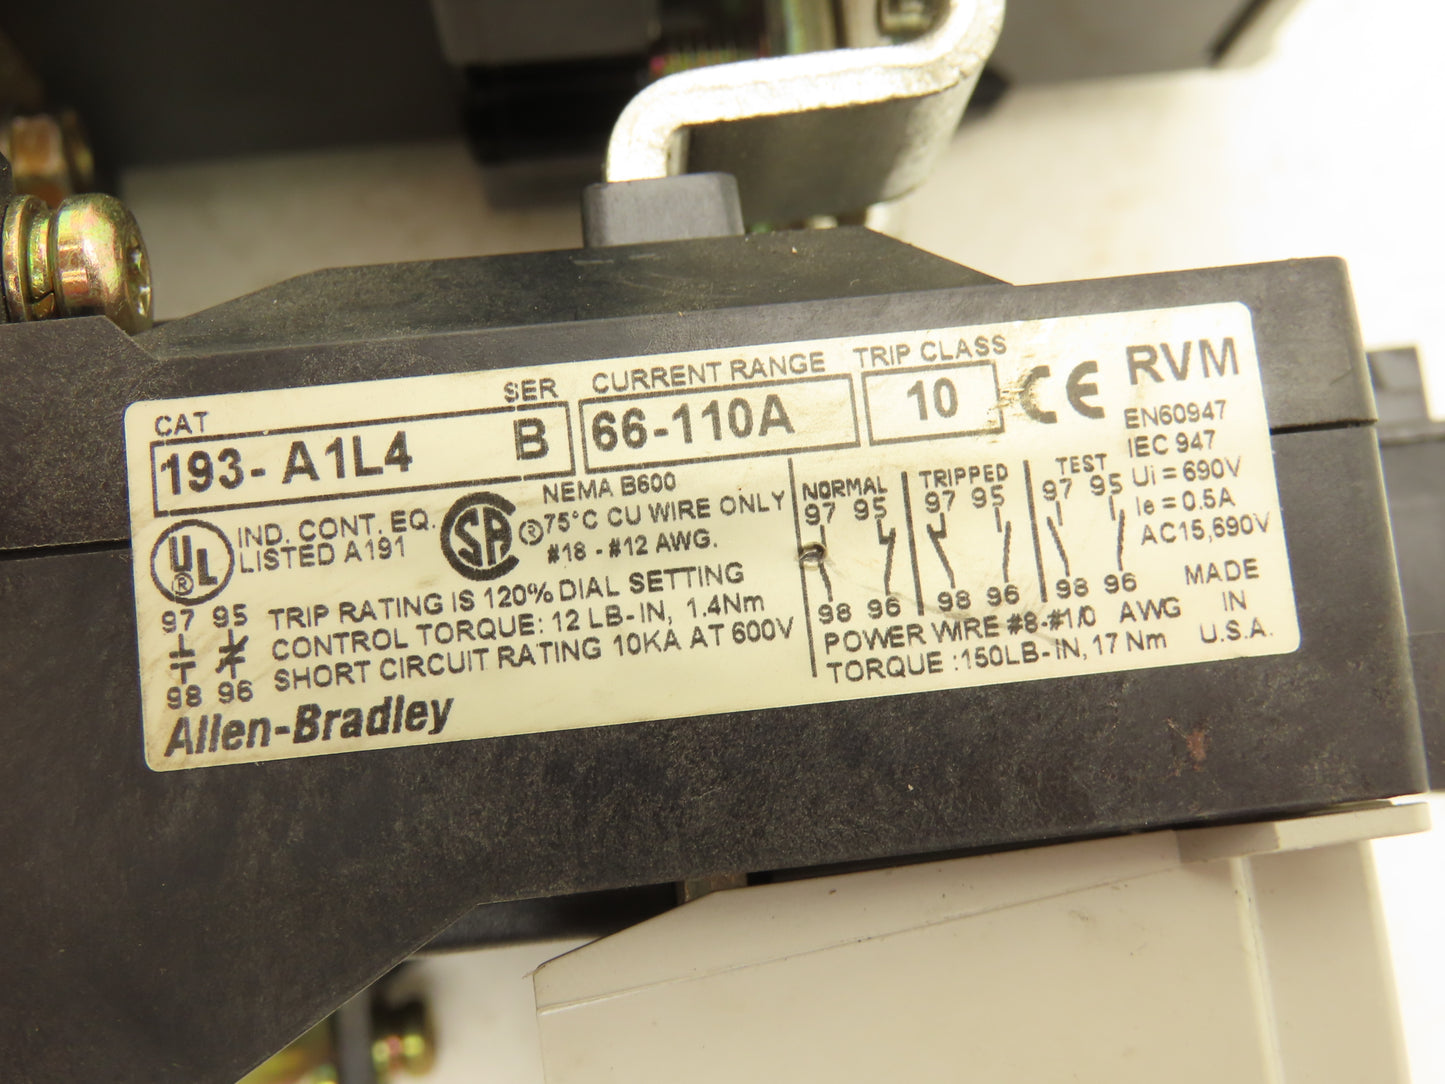 CAT SER CURRENT RANGE TRIP CLASS
193-A1L4 B 66-110A 10 CE RVM
EN60947
IEC 947
Ui = 690V
Ie = 0.5A
AC15,690V
UL ® IND. CONT. EQ.
LISTED A191
SA ®
NEMA B600
75°C CU WIRE ONLY
#18 - #12 AWG.
97 95
98 96
TRIP RATING IS 120% DIAL SETTING
CONTROL TORQUE: 12 LB-IN, 1.4Nm
SHORT CIRCUIT RATING 10KA AT 600V
NORMAL TRIPPED TEST
97 95 97 95 97 95
98 96 98 96 98 96
POWER WIRE #8-#1/0 AWG
TORQUE :150LB-IN, 17 Nm
MADE
IN
U.S.A.
Allen-Bradley